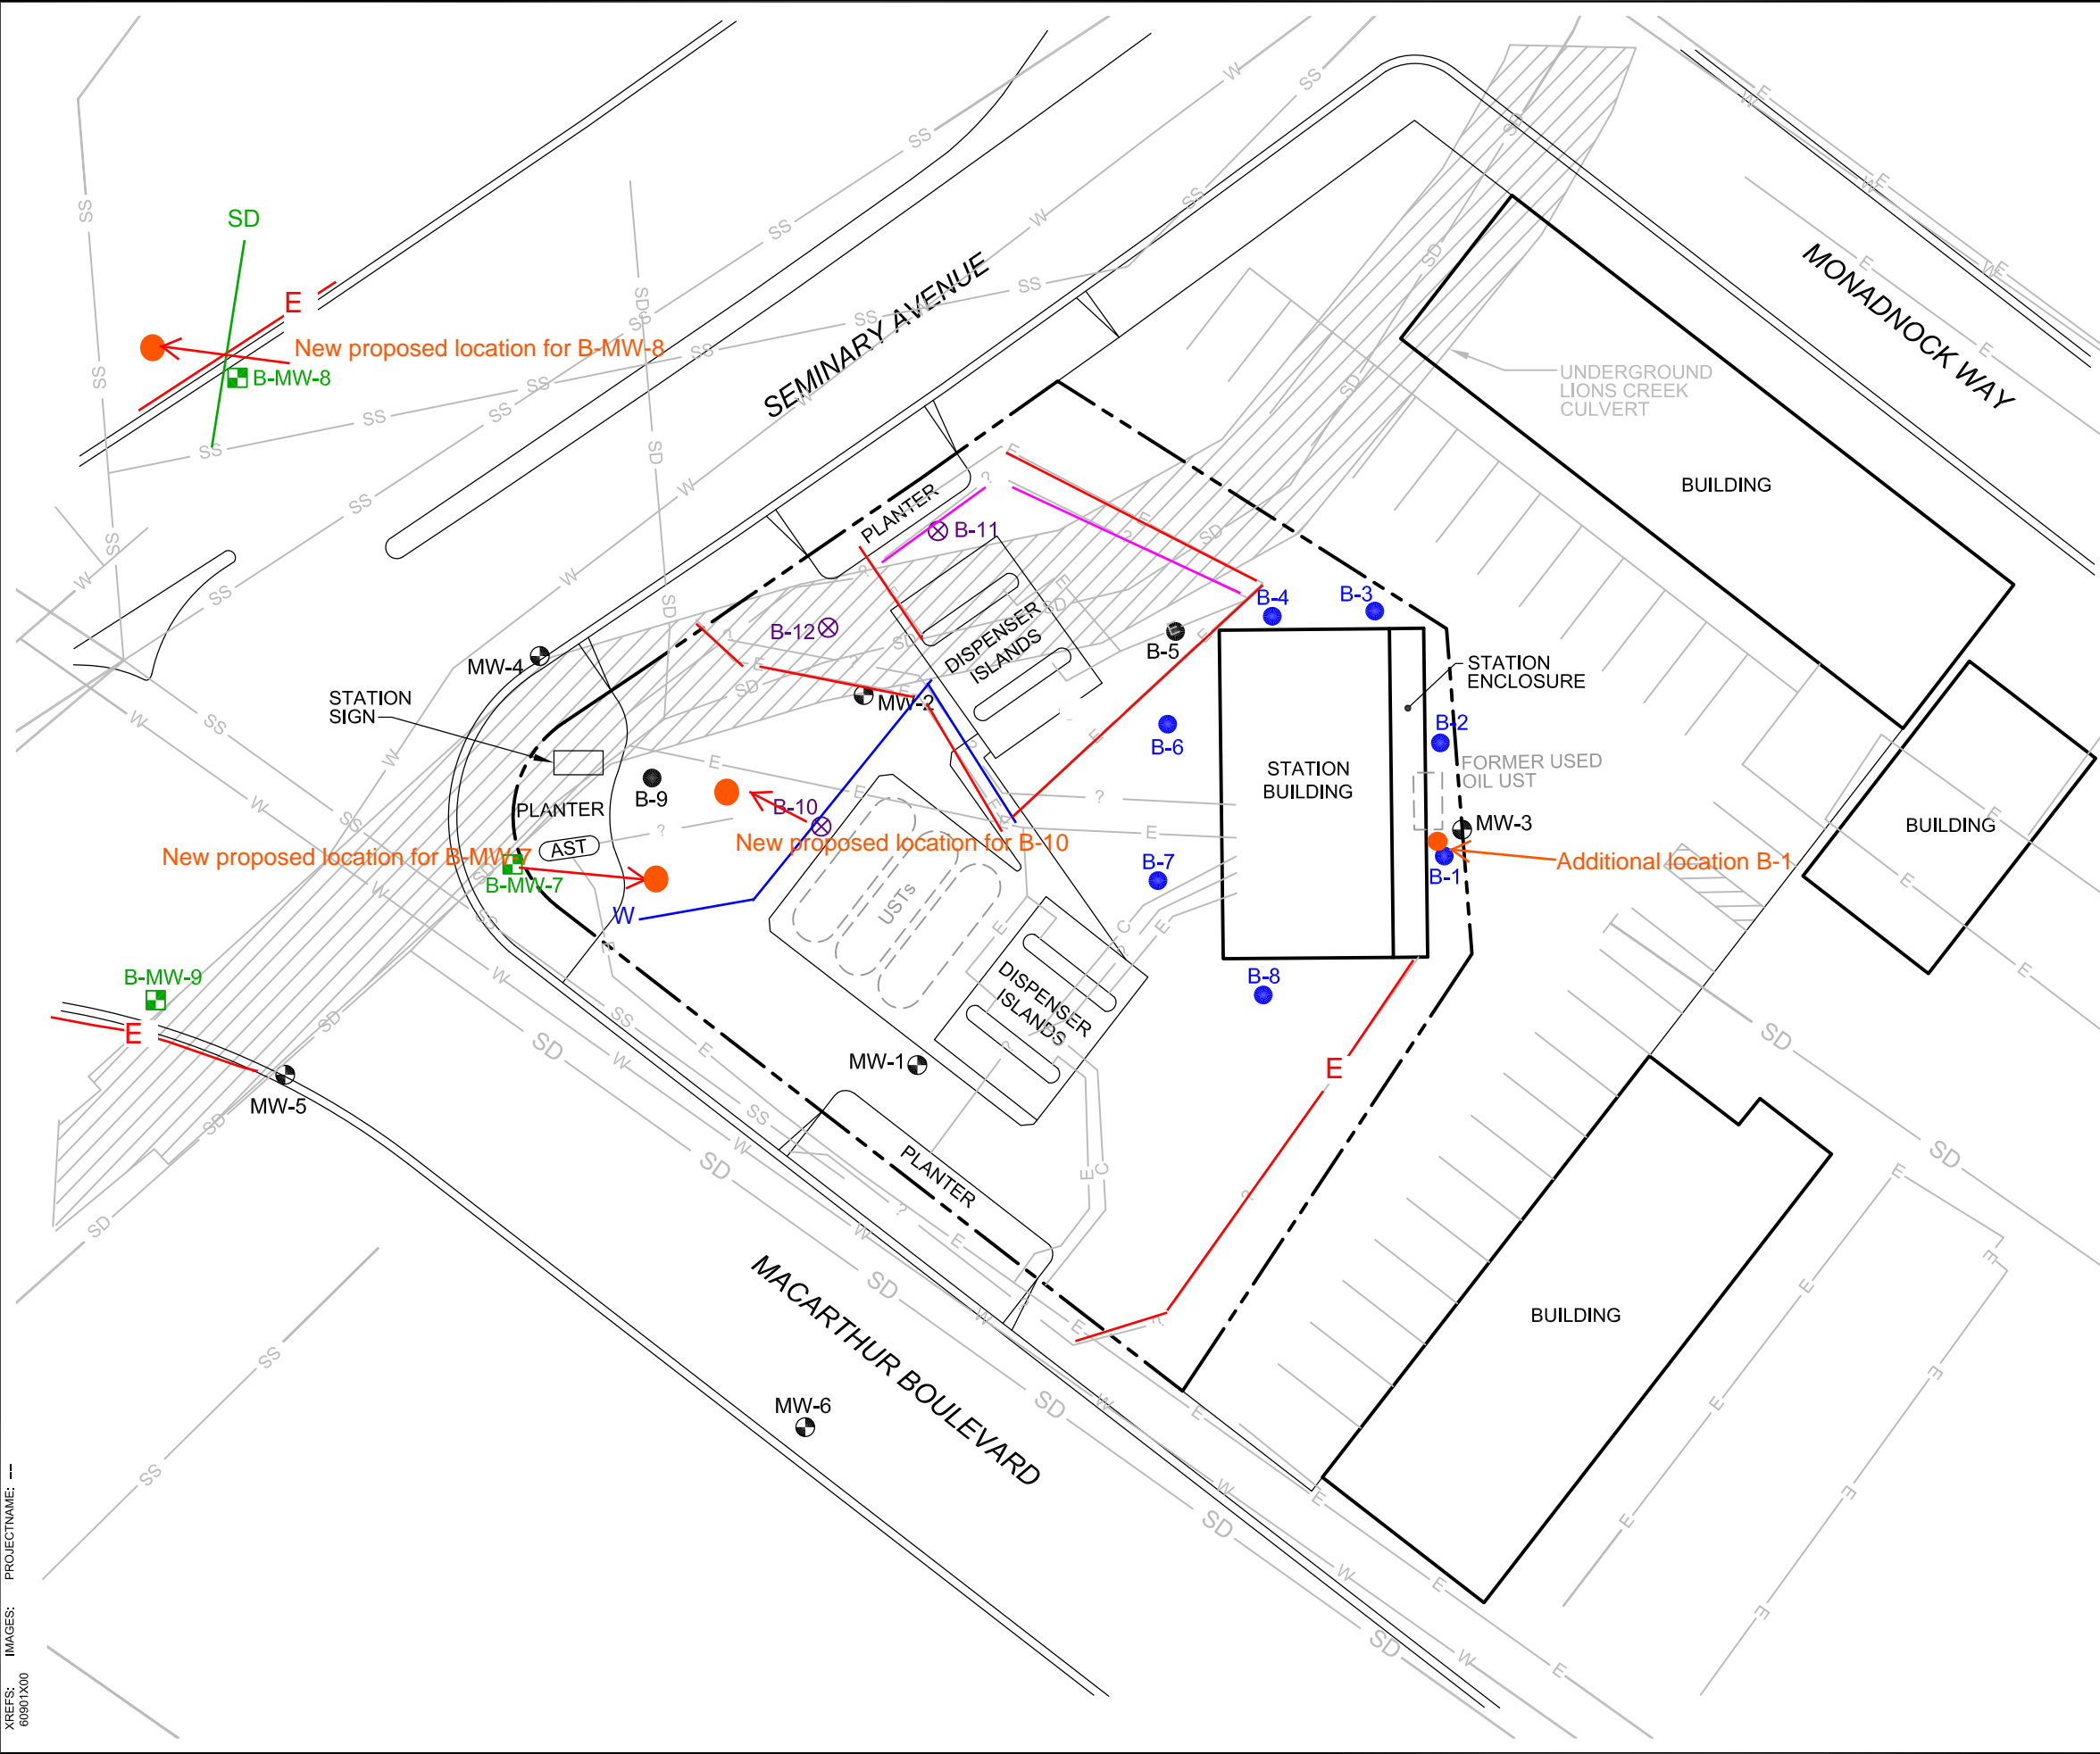 SD
E
New proposed location for B-MW-8
B-MW-8
SEMINARY AVENUE
MONADNOCK WAY
UNDERGROUND
LIONS CREEK
CULVERT
BUILDING
PLANTER
B-11
B-12
MW-4
DISPENSER
ISLANDS
B-4
B-3
B-5
STATION
SIGN
MW-2
STATION
ENCLOSURE
B-2
B-6
FORMER USED
OIL UST
STATION
BUILDING
B-9
B-10
PLANTER
New proposed location for B-10
MW-3
BUILDING
AST
New proposed location for B-MW-7
B-MW-7
USTs
B-7
Additional location B-1
B-1
W
B-MW-9
E
DISPENSER
ISLANDS
B-8
MW-1
E
MW-5
PLANTER
MACARTHUR BOULEVARD
BUILDING
MW-6
SS
SD
W
E
C
?
XREFS:
60901X00
IMAGES:
PROJECTNAME: ---